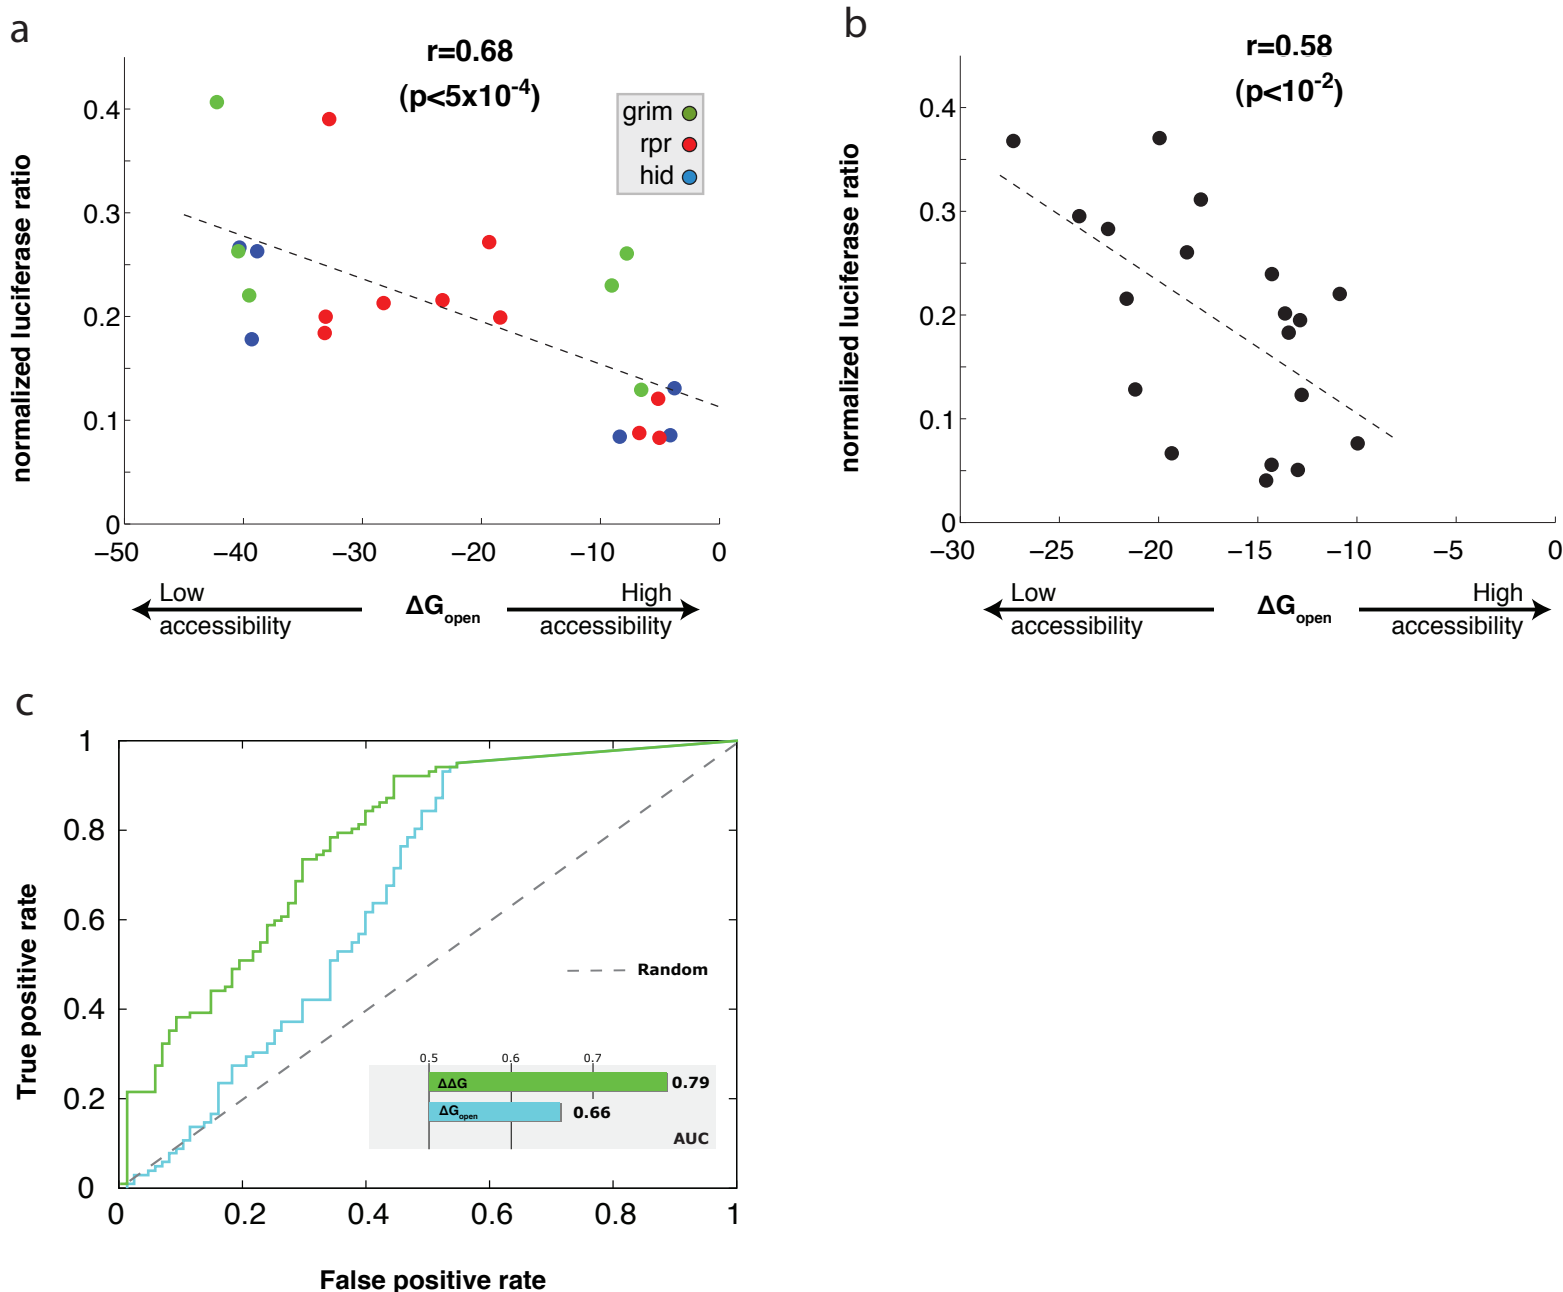 a
r=0.68
(p<5x10⁻⁴)
grim
rpr
hid
normalized luciferase ratio
0.4
0.3
0.2
0.1
0
−50
−40
−30
−20
−10
0
Low
accessibility
ΔG_open
High
accessibility
b
r=0.58
(p<10⁻²)
normalized luciferase ratio
0.4
0.3
0.2
0.1
0
−30
−25
−20
−15
−10
−5
0
Low
accessibility
ΔG_open
High
accessibility
c
True positive rate
1
0.8
0.6
0.4
0.2
0
Random
0.5
0.6
0.7
ΔΔG
0.79
ΔG_open
0.66
AUC
0
0.2
0.4
0.6
0.8
1
False positive rate